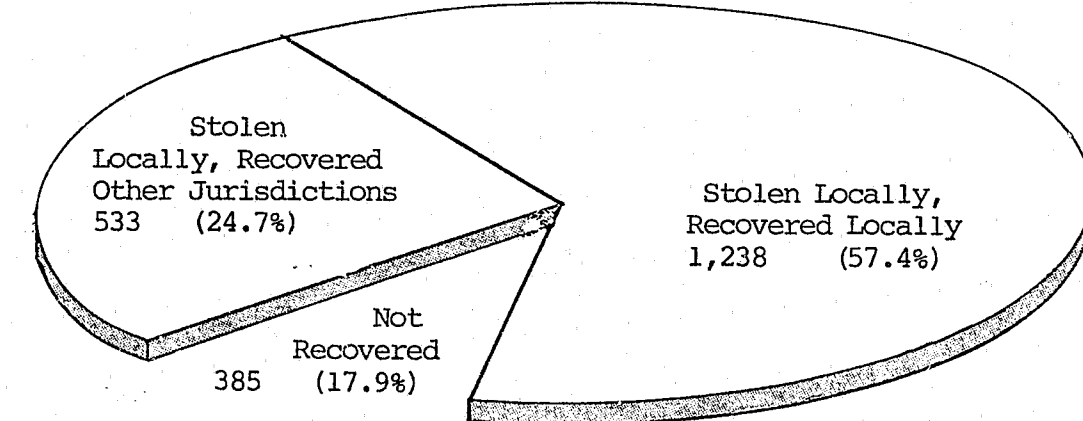 Stolen
Locally, Recovered
Other Jurisdictions
533 (24.7%)
Stolen Locally,
Recovered Locally
1,238 (57.4%)
Not
Recovered
385 (17.9%)